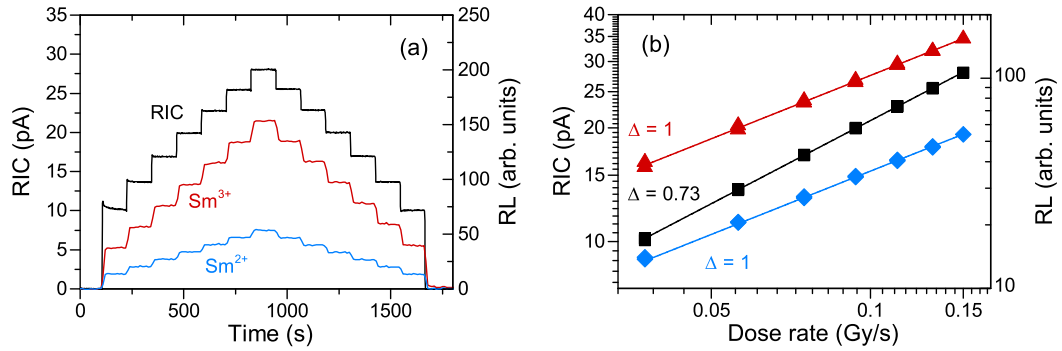 (a)
RIC (pA)
35
30
25
20
15
10
5
0
RIC
Sm3+
Sm2+
200
150
100
50
0
250
RL (arb. units)
0
500
1000
1500
Time (s)
(b)
RIC (pA)
40
35
30
25
20
15
10
Δ = 1
Δ = 0.73
Δ = 1
100
10
RL (arb. units)
0.05
0.1
0.15
Dose rate (Gy/s)